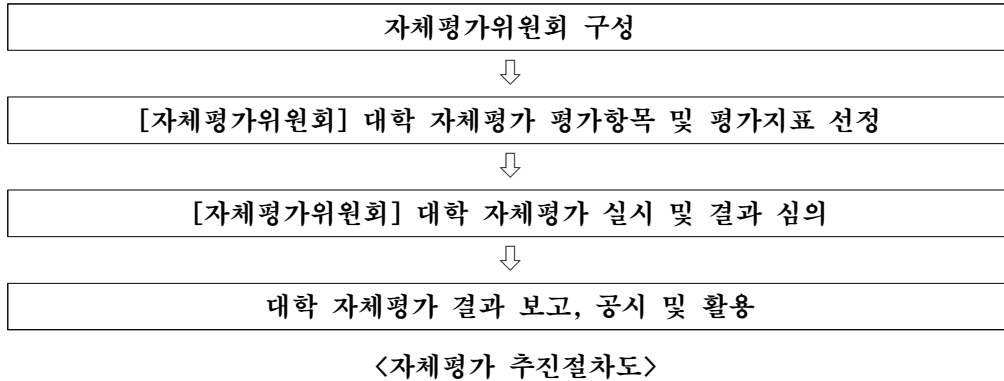 자체평가위원회 구성
⇩
[자체평가위원회] 대학 자체평가 평가항목 및 평가지표 선정
⇩
[자체평가위원회] 대학 자체평가 실시 및 결과 심의
⇩
대학 자체평가 결과 보고, 공시 및 활용
<자체평가 추진절차도>